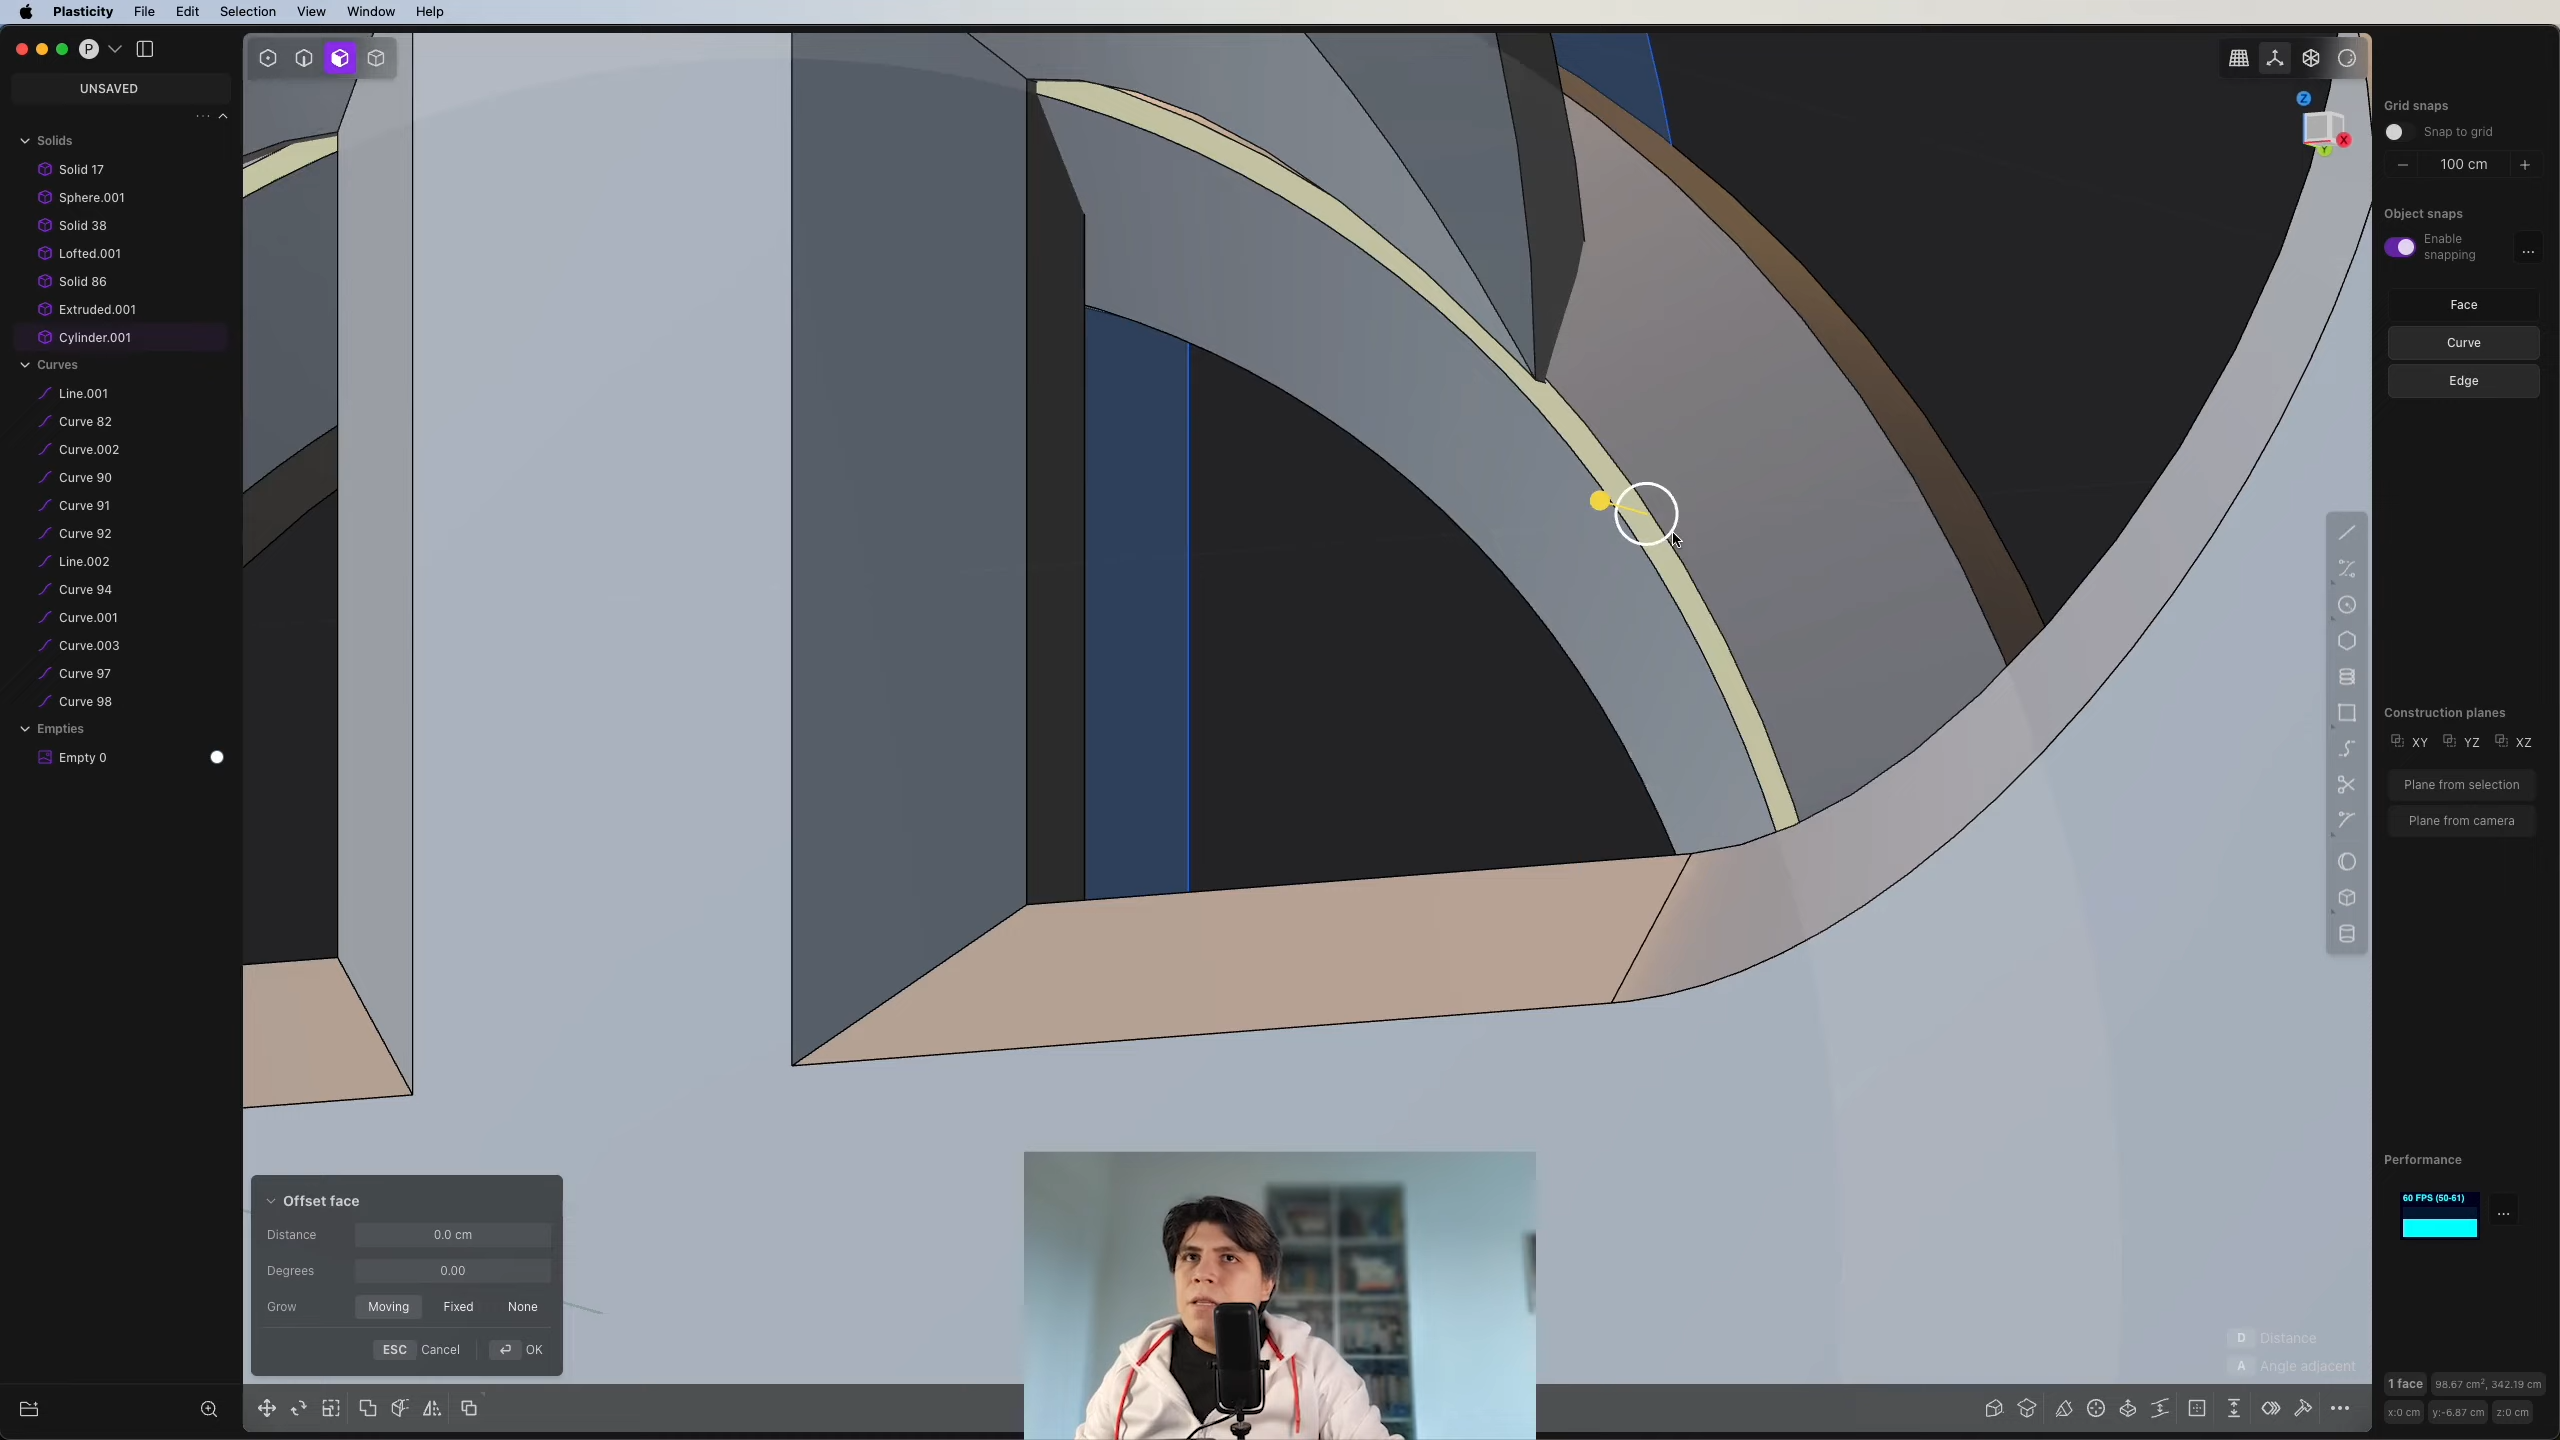 Plasticity File Edit Selection View Window Help
P
UNSAVED
Solids
Solid 17
Sphere.001
Solid 38
Lofted.001
Solid 86
Extruded.001
Cylinder.001
Curves
Line.001
Curve 82
Curve.002
Curve 90
Curve 91
Curve 92
Line.002
Curve 94
Curve.001
Curve.003
Curve 97
Curve 98
Empties
Empty 0
Z
X
Y
Grid snaps
Snap to grid
100 cm
Object snaps
Enable
snapping
Face
Curve
Edge
Construction planes
XY YZ XZ
Plane from selection
Plane from camera
Performance
60 FPS (50-61)
Offset face
Distance 0.0 cm
Degrees 0.00
Grow Moving Fixed None
ESC Cancel OK
D Distance
A Angle adjacent
1 face 98.67 cm², 342.19 cm
x:0 cm y:-6.87 cm z:0 cm